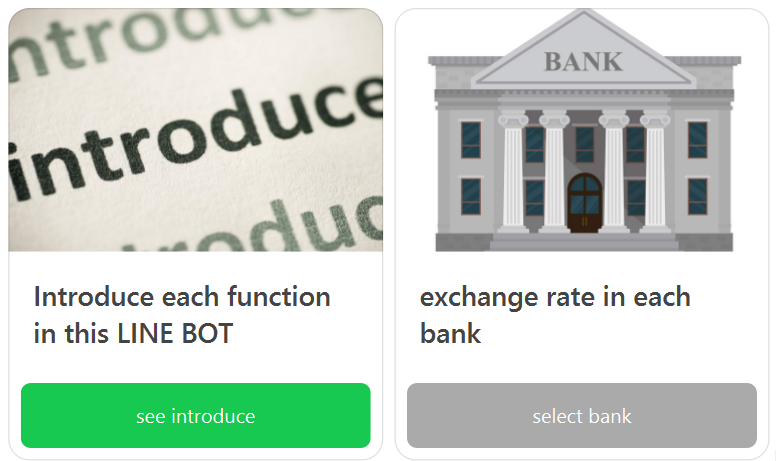 introduce
introduce
introduc
Introduce each function
in this LINE BOT
see introduce
BANK
exchange rate in each
bank
select bank